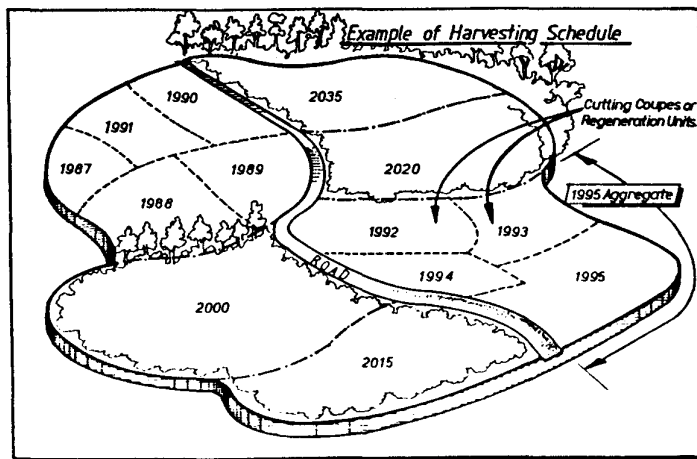 Example of Harvesting Schedule
1990
2035
1991
Cutting Coupes or
Regeneration Units
1987
1989
2020
1988
1995 Aggregate
1992
1993
ROAD
1994
1995
2000
2015